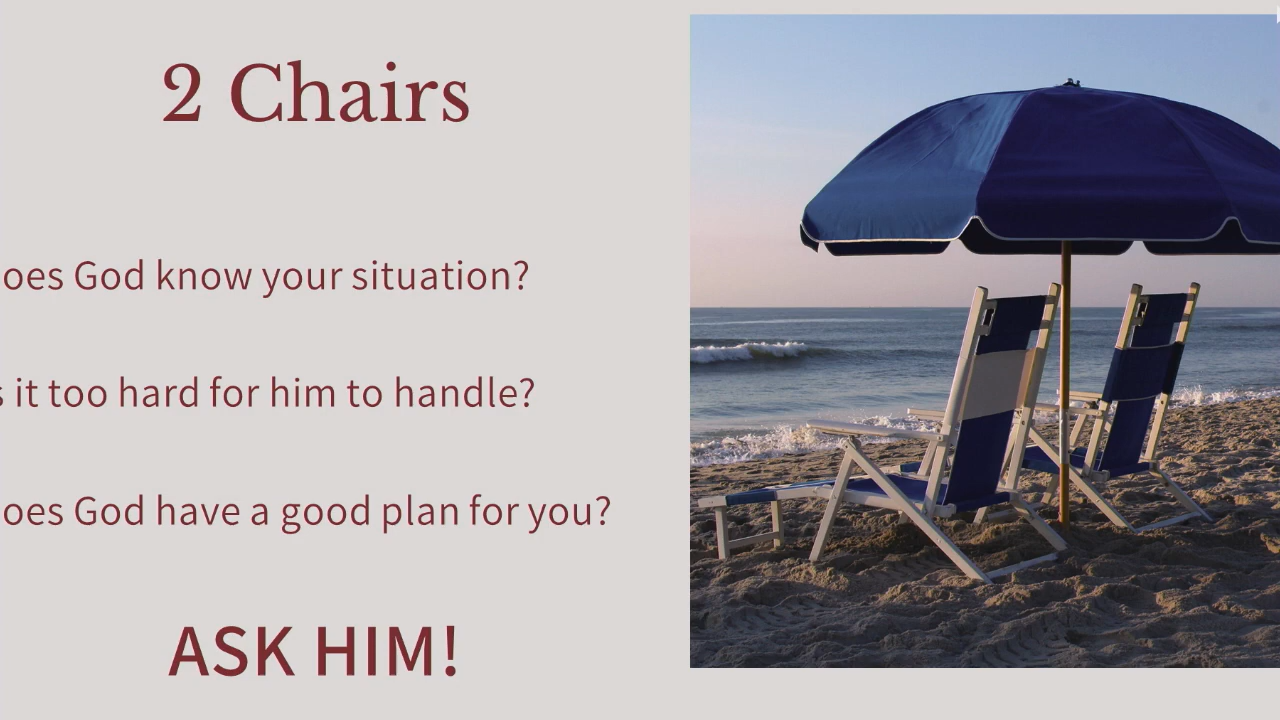 2 Chairs
oes God know your situation?
s it too hard for him to handle?
oes God have a good plan for you?
ASK HIM!